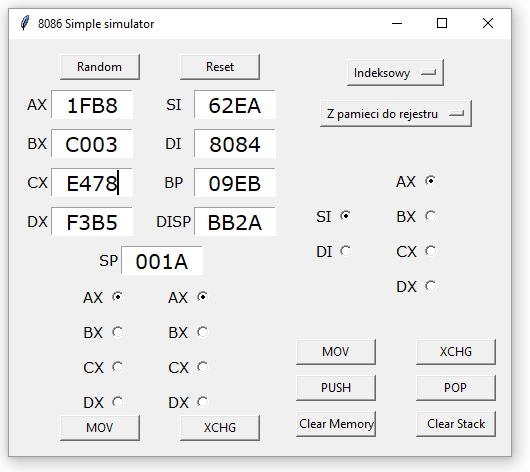 8086 Simple simulator
Random Reset
Indeksowy
Z pamieci do rejestru
AX 1FB8 SI 62EA
BX C003 DI 8084
CX E478 BP 09EB
DX F3B5 DISP BB2A
SP 001A
AX
SI BX
DI CX
DX
AX AX
BX BX
CX CX
DX DX
MOV XCHG
MOV XCHG
PUSH POP
Clear Memory Clear Stack